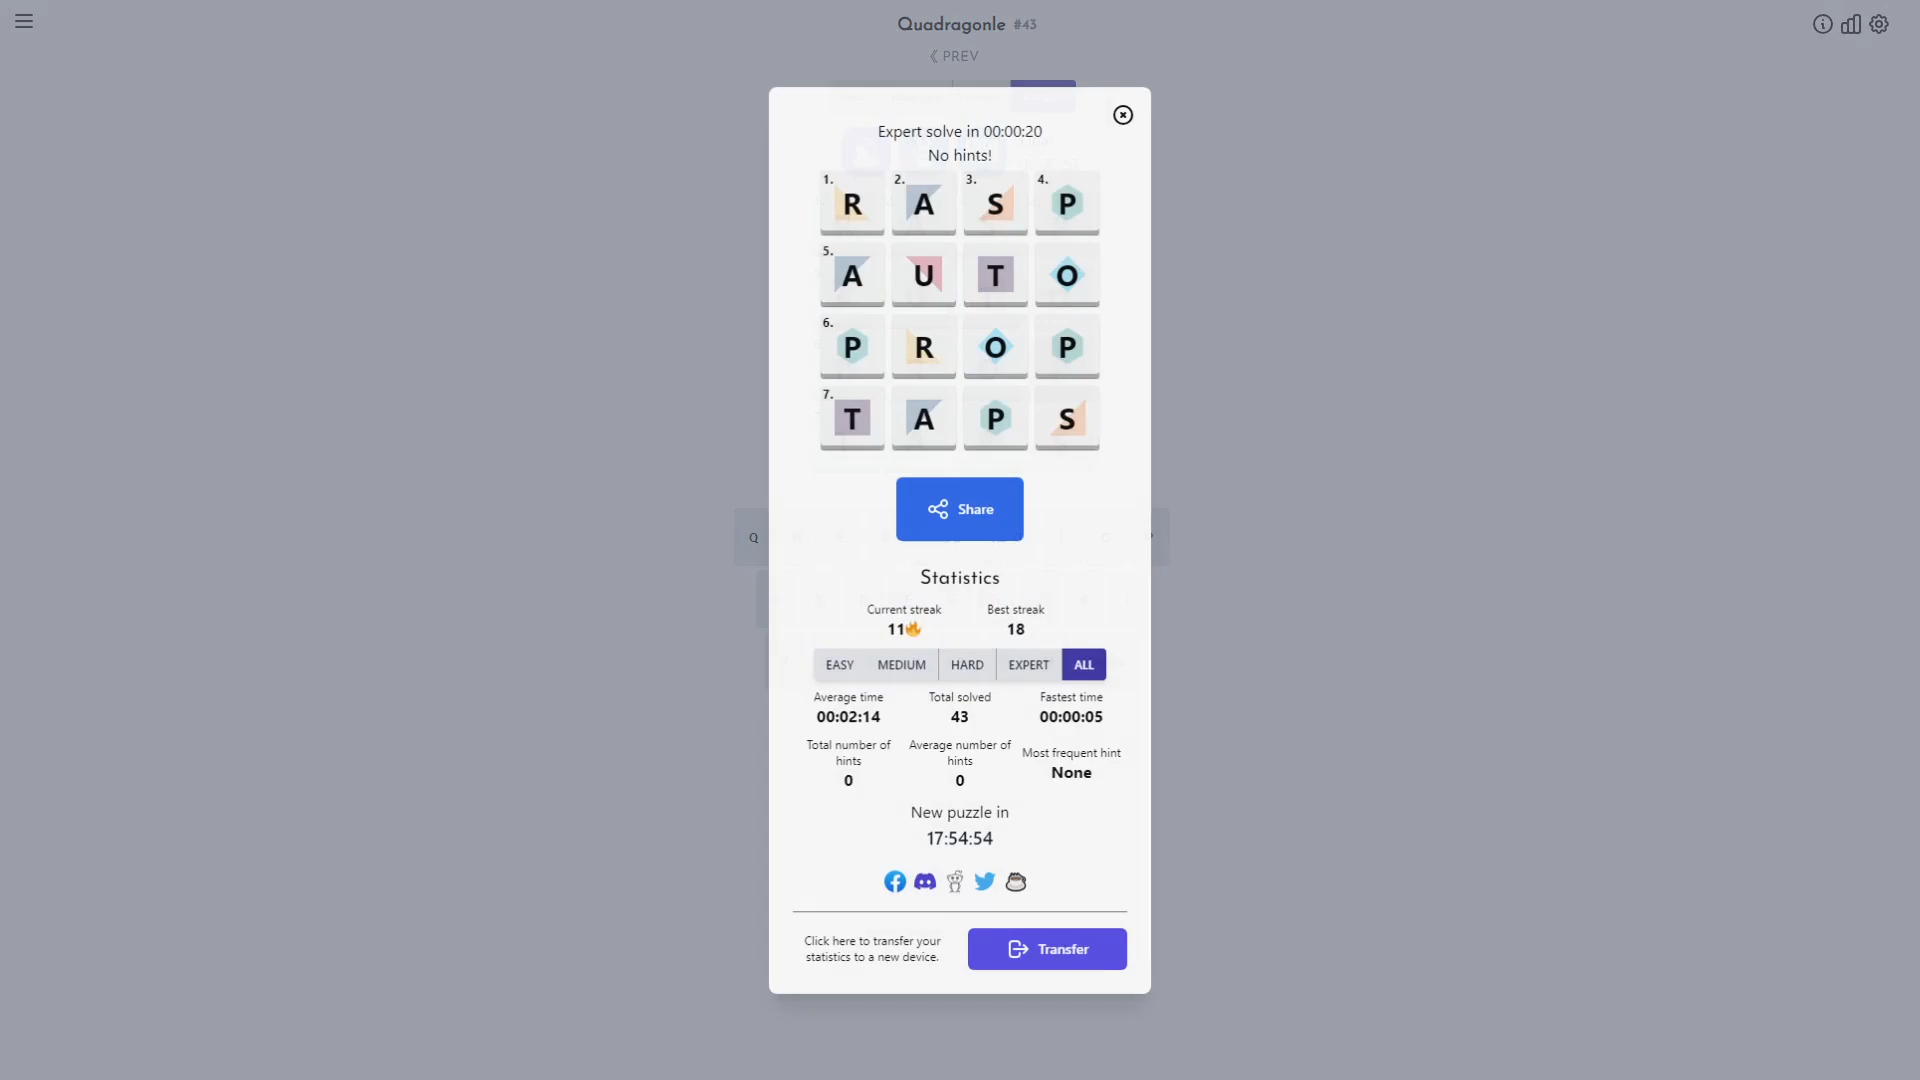 Quadragonle #43
PREV
Expert solve in 00:00:20
No hints!
1. R 2. A 3. S 4. P
5. A U T O
6. P R O P
7. T A P S
Share
Q
Statistics
Current streak Best streak
11🔥 18
EASY MEDIUM HARD EXPERT ALL
Average time Total solved Fastest time
00:02:14 43 00:00:05
Total number of hints Average number of hints Most frequent hint
0 0 None
New puzzle in
17:54:54
Click here to transfer your
statistics to a new device.
Transfer